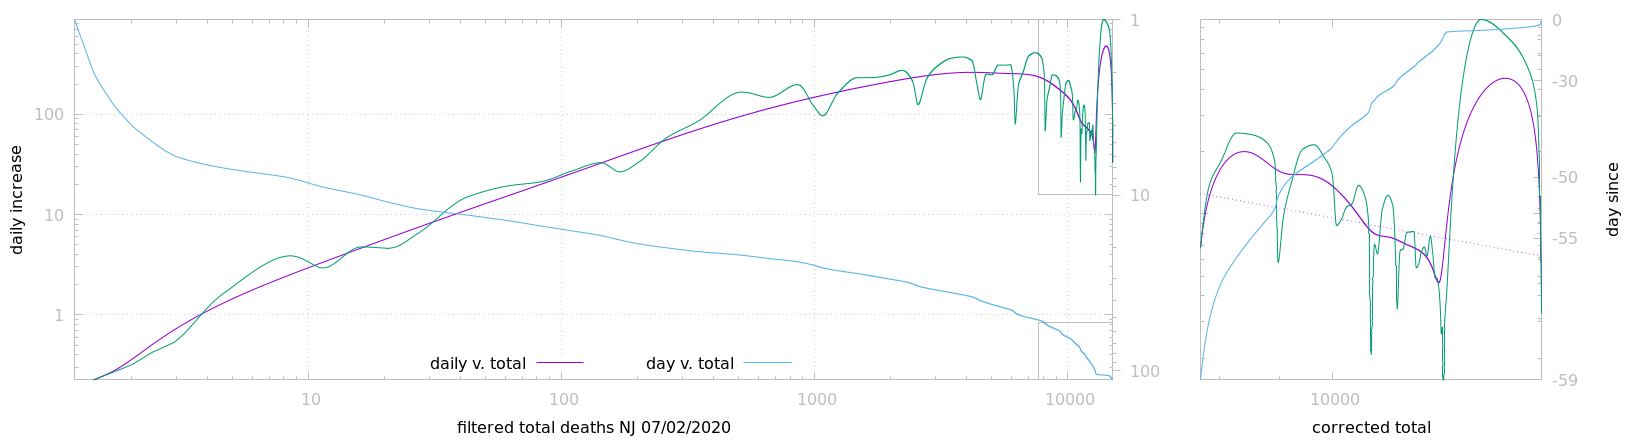 daily increase
100
10
1
daily v. total
day v. total
10
100
1000
10000
filtered total deaths NJ 07/02/2020
1
10
100
10000
corrected total
0
-30
-50
-55
-59
day since